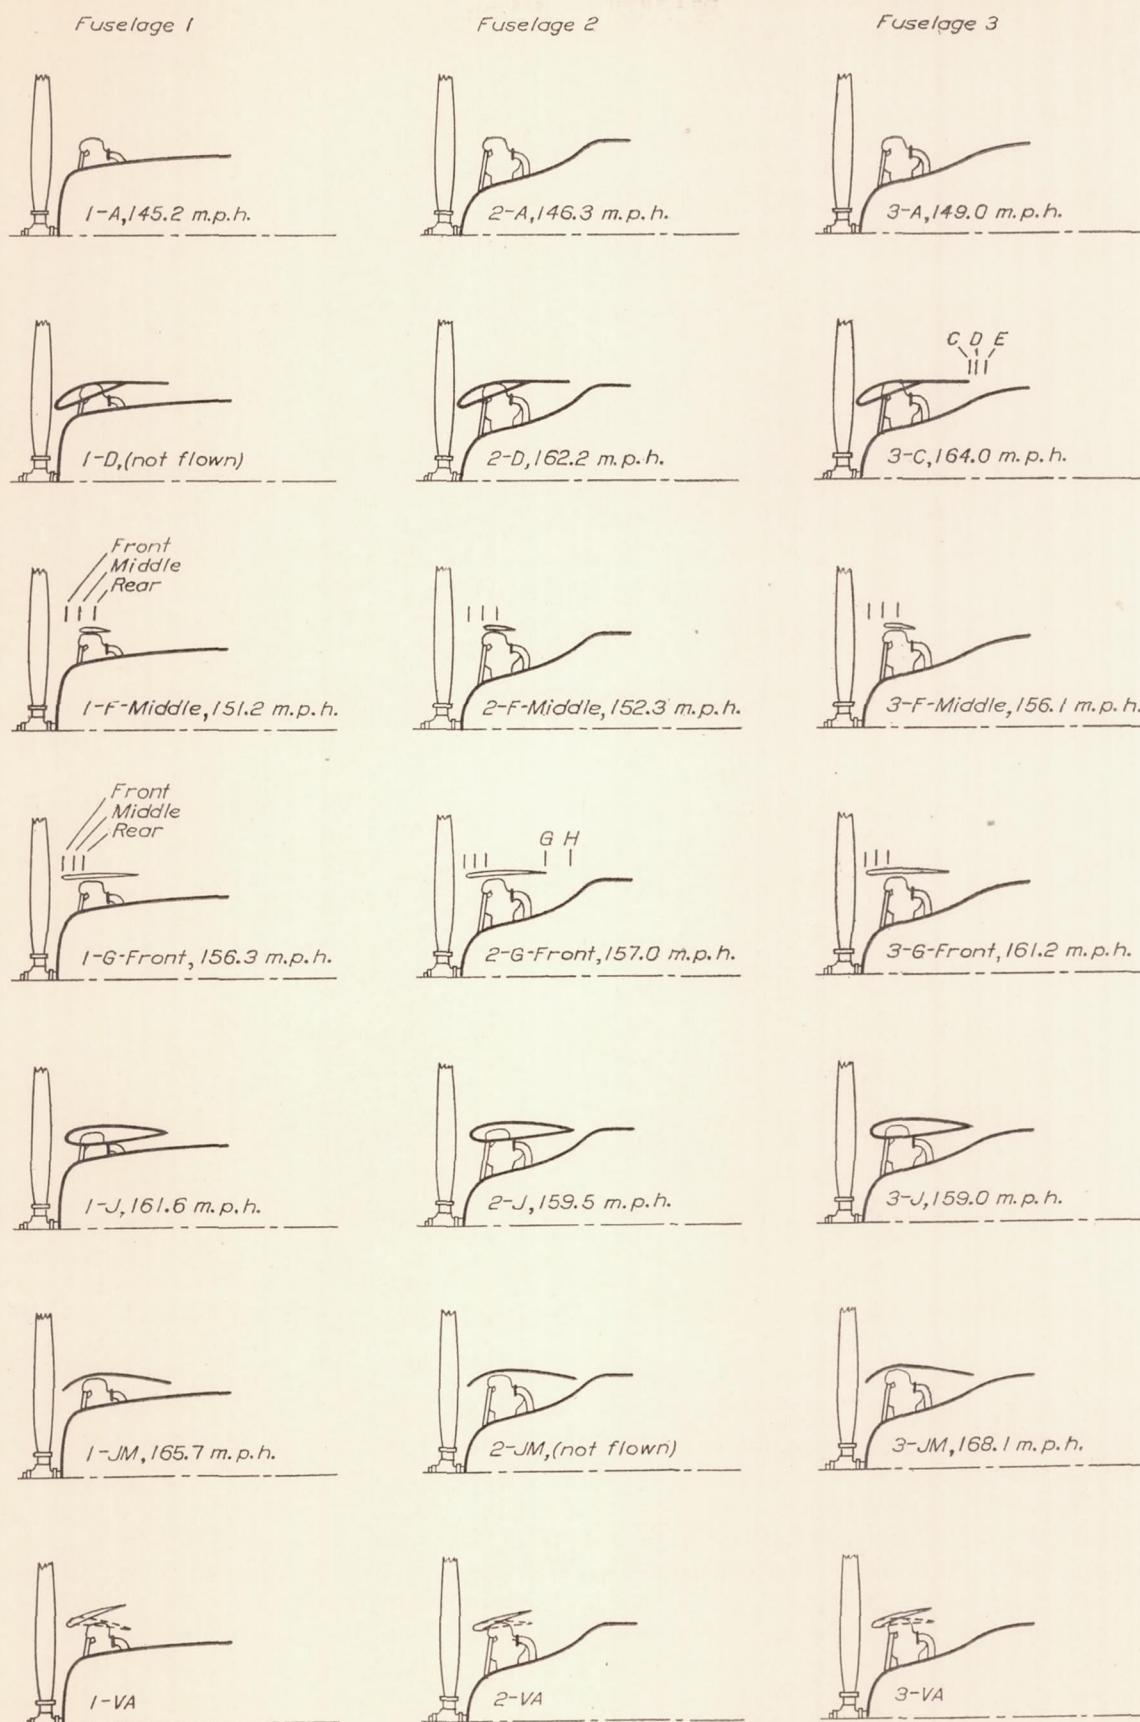 Fuselage 1
Fuselage 2
Fuselage 3
1-A, 145.2 m.p.h.
2-A, 146.3 m.p.h.
3-A, 149.0 m.p.h.
C D E
1-D, (not flown)
2-D, 162.2 m.p.h.
3-C, 164.0 m.p.h.
Front
Middle
Rear
1-F-Middle, 151.2 m.p.h.
2-F-Middle, 152.3 m.p.h.
3-F-Middle, 156.1 m.p.h.
Front
Middle
Rear
G H
1-G-Front, 156.3 m.p.h.
2-G-Front, 157.0 m.p.h.
3-G-Front, 161.2 m.p.h.
1-J, 161.6 m.p.h.
2-J, 159.5 m.p.h.
3-J, 159.0 m.p.h.
1-JM, 165.7 m.p.h.
2-JM, (not flown)
3-JM, 168.1 m.p.h.
1-VA
2-VA
3-VA